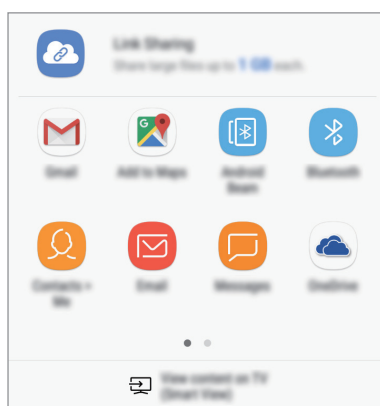 Link Sharing
Share large files up to 1 GB each.
Gmail
Add to Maps
Android
Beam
Bluetooth
Contacts >
Me
Email
Messages
OneDrive
View content on TV
(Smart View)